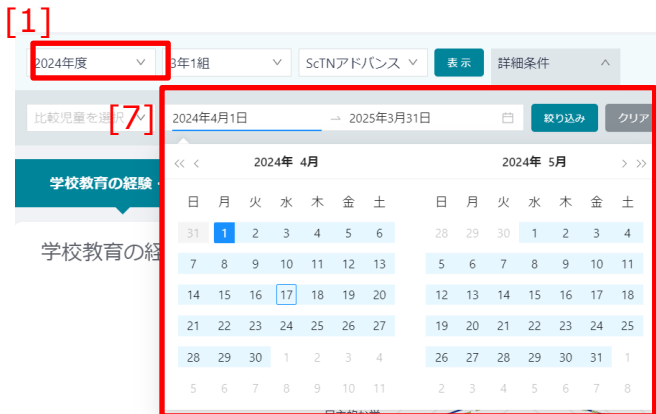 [1]
2024年度 3年1組 ScTNアドバンス 表示 詳細条件
比較児童を選択 [7] 2024年4月1日 → 2025年3月31日 絞り込み クリア
<< < 2024年 4月 2024年 5月 > >>
学校教育の経験・
日 月 火 水 木 金 土 日 月 火 水 木 金 土
31 1 2 3 4 5 6 28 29 30 1 2 3 4
学校教育の経
7 8 9 10 11 12 13 5 6 7 8 9 10 11
14 15 16 17 18 19 20 12 13 14 15 16 17 18
21 22 23 24 25 26 27 19 20 21 22 23 24 25
28 29 30 1 2 3 4 26 27 28 29 30 31 1
5 6 7 8 9 10 11 2 3 4 5 6 7 8